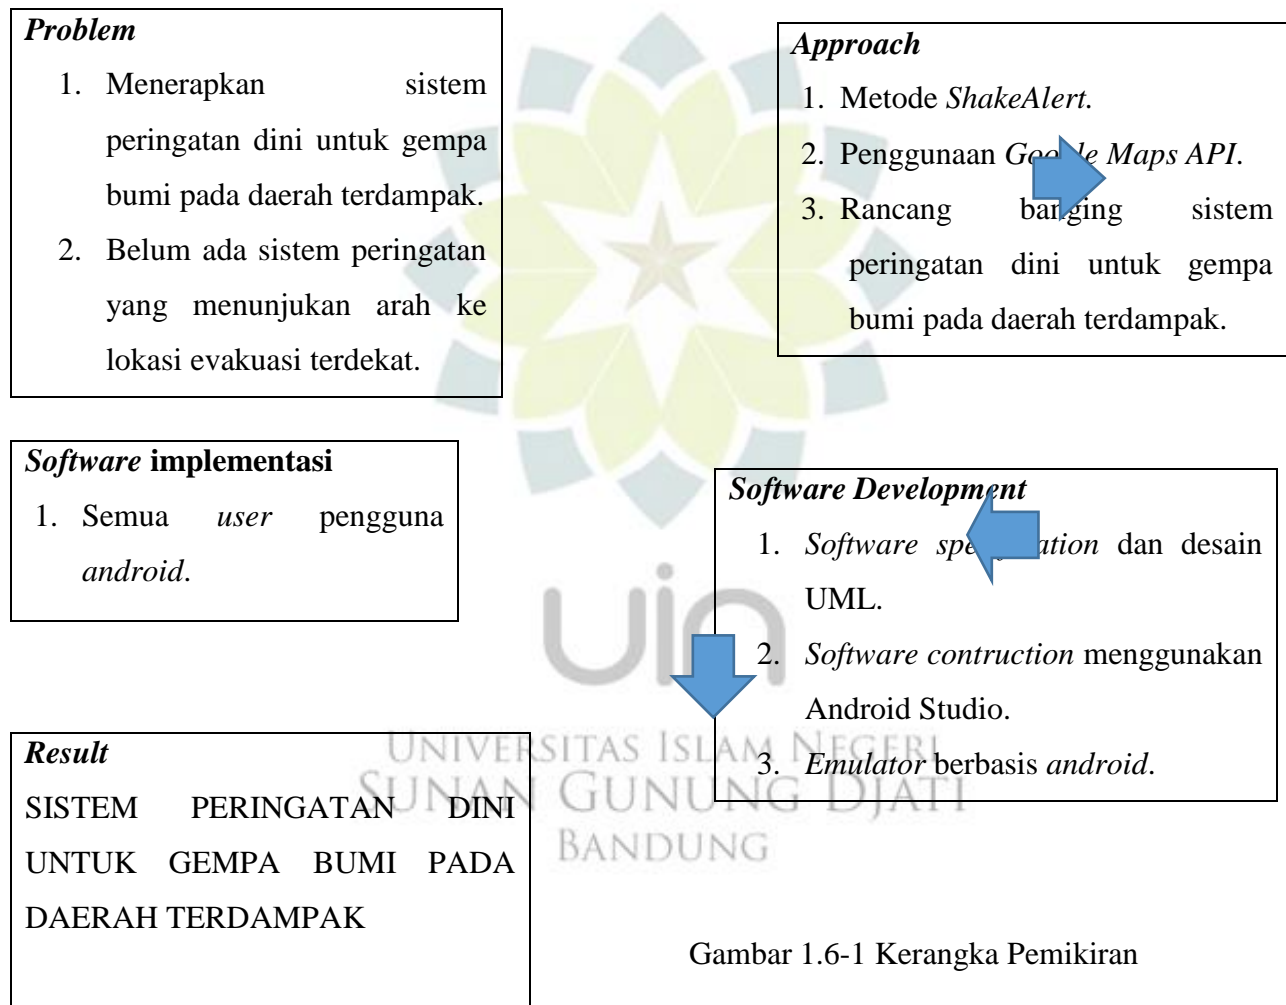 Problem
1. Menerapkan sistem
peringatan dini untuk gempa
bumi pada daerah terdampak.
2. Belum ada sistem peringatan
yang menunjukan arah ke
lokasi evakuasi terdekat.
Approach
1. Metode ShakeAlert.
2. Penggunaan Google Maps API.
3. Rancang banging sistem
peringatan dini untuk gempa
bumi pada daerah terdampak.
Software implementasi
1. Semua user pengguna
android.
Software Development
1. Software specification dan desain
UML.
2. Software contruction menggunakan
Android Studio.
3. Emulator berbasis android.
Result
SISTEM PERINGATAN DINI
UNTUK GEMPA BUMI PADA
DAERAH TERDAMPAK
uin
UNIVERSITAS ISLAM NEGERI
SUNAN GUNUNG DJATI
BANDUNG
Gambar 1.6-1 Kerangka Pemikiran